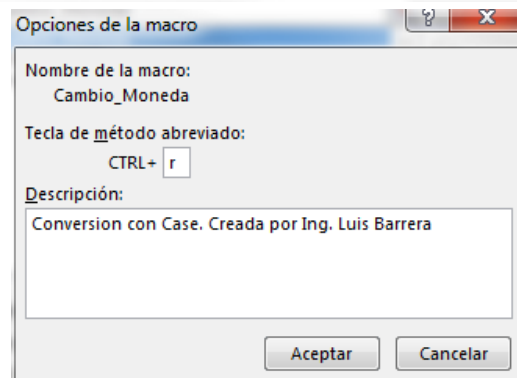 Opciones de la macro
Nombre de la macro:
Cambio_Moneda
Tecla de método abreviado:
CTRL+ r
Descripción:
Conversion con Case. Creada por Ing. Luis Barrera
Aceptar Cancelar